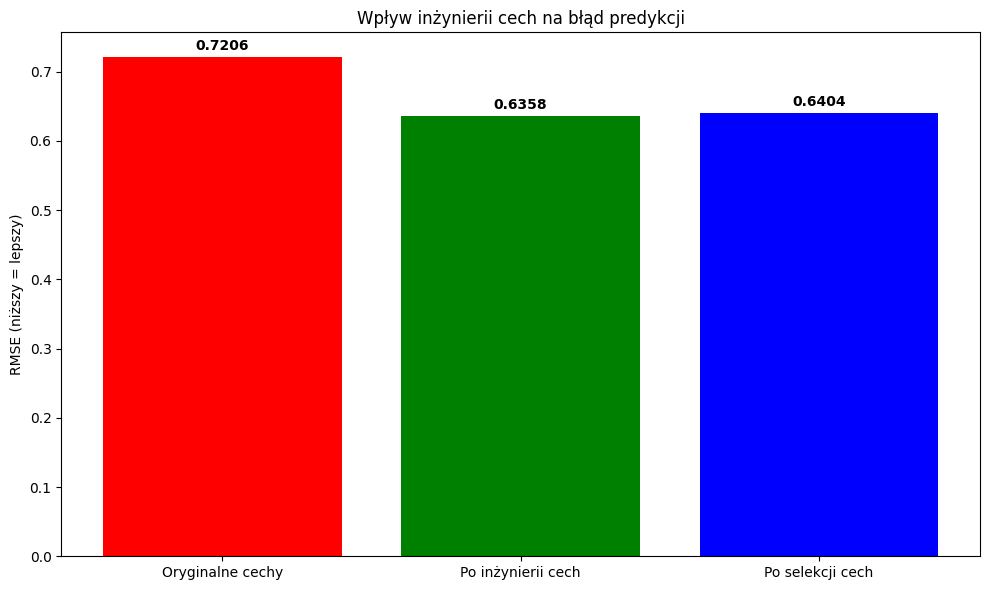 Wpływ inżynierii cech na błąd predykcji
RMSE (niższy = lepszy)
0.7
0.6
0.5
0.4
0.3
0.2
0.1
0.0
0.7206
0.6358
0.6404
Oryginalne cechy
Po inżynierii cech
Po selekcji cech